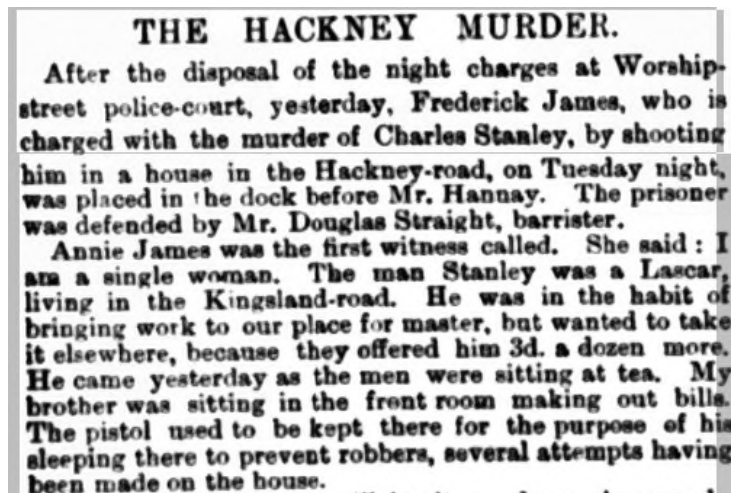 THE HACKNEY MURDER.
After the disposal of the night charges at Worship-
street police-court, yesterday, Frederick James, who is
charged with the murder of Charles Stanley, by shooting
him in a house in the Hackney-road, on Tuesday night,
was placed in the dock before Mr. Hannay. The prisoner
was defended by Mr. Douglas Straight, barrister.
Annie James was the first witness called. She said : I
am a single woman. The man Stanley was a Lascar,
living in the Kingsland-road. He was in the habit of
bringing work to our place for master, but wanted to take
it elsewhere, because they offered him 3d. a dozen more.
He came yesterday as the men were sitting at tea. My
brother was sitting in the front room making out bills.
The pistol used to be kept there for the purpose of his
sleeping there to prevent robbers, several attempts having
been made on the house.